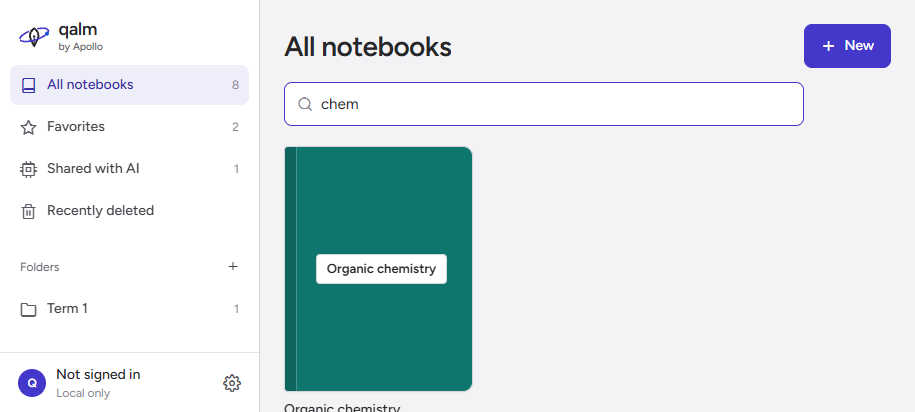 qalm
by Apollo
All notebooks 8
Favorites 2
Shared with AI 1
Recently deleted
Folders +
Term 1 1
Q
Not signed in
Local only
All notebooks
+ New
chem
Organic chemistry
Organic chemistry